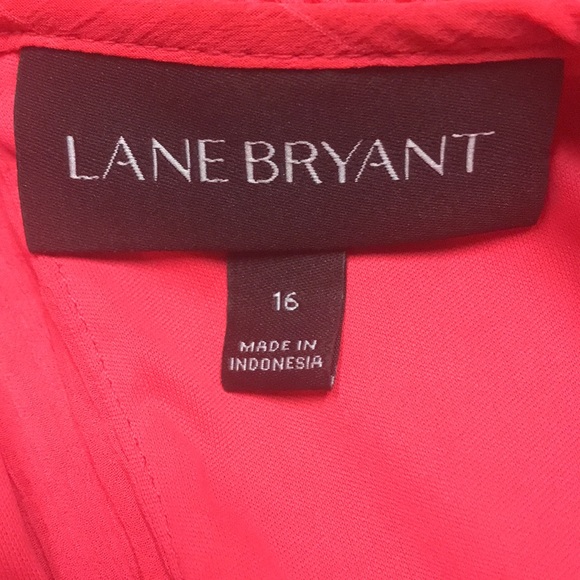 LANE BRYANT
16
MADE IN
INDONESIA